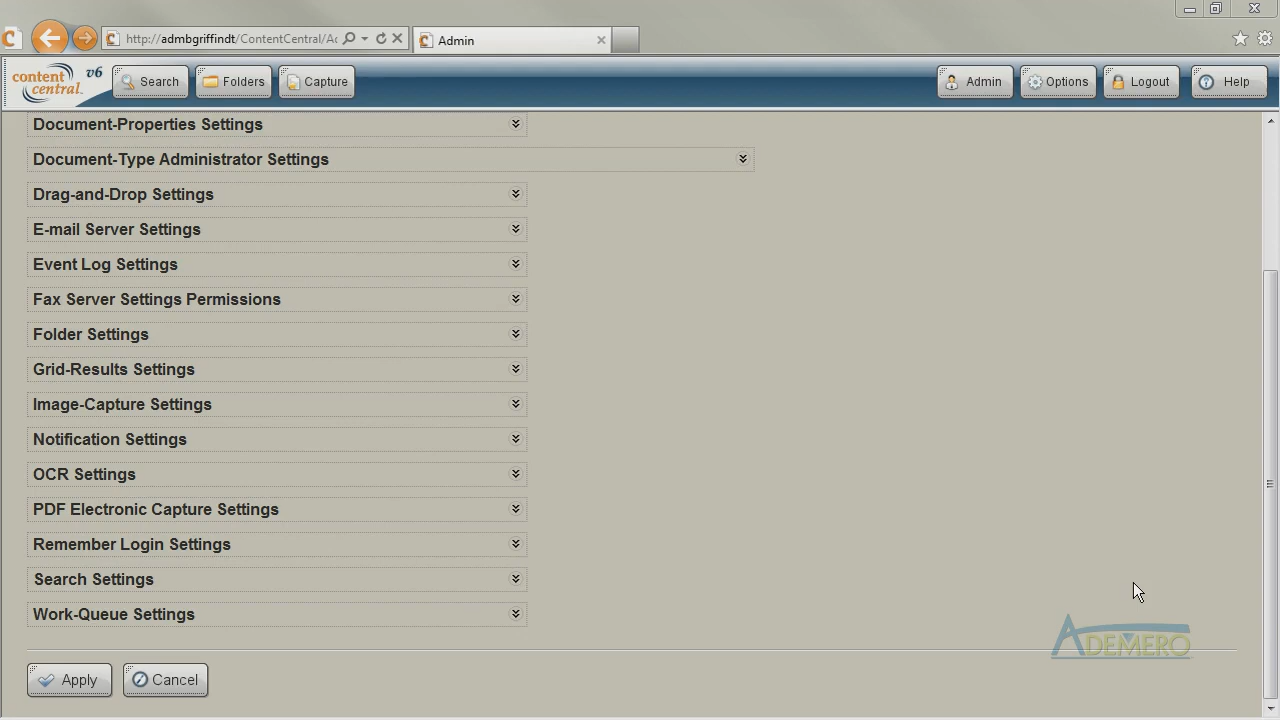 http://admbgriffindt/ContentCentral/Ac
Admin
content central v6
Search
Folders
Capture
Admin
Options
Logout
Help
Document-Properties Settings
Document-Type Administrator Settings
Drag-and-Drop Settings
E-mail Server Settings
Event Log Settings
Fax Server Settings Permissions
Folder Settings
Grid-Results Settings
Image-Capture Settings
Notification Settings
OCR Settings
PDF Electronic Capture Settings
Remember Login Settings
Search Settings
Work-Queue Settings
ADEMERO
Apply
Cancel